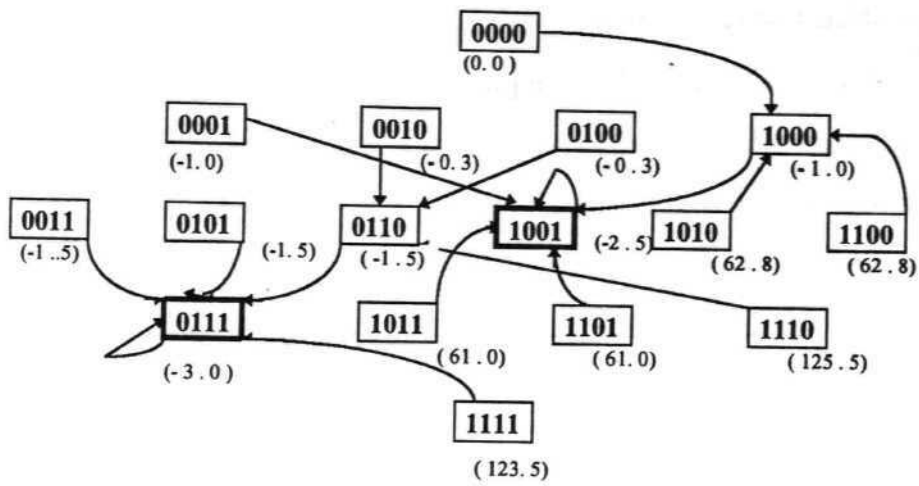 0000
(0. 0 )
0001
(-1. 0)
0010
(- 0. 3)
0100
(- 0. 3 )
1000
(- 1. 0)
0011
(-1 ..5)
0101
(-1. 5 )
0110
( -1 . 5)
1001
(-2 . 5 )
1010
( 62 . 8)
1100
( 62 . 8)
0111
(- 3 . 0 )
1011
( 61 . 0)
1101
( 61. 0)
1110
( 125 . 5)
1111
( 123. 5)